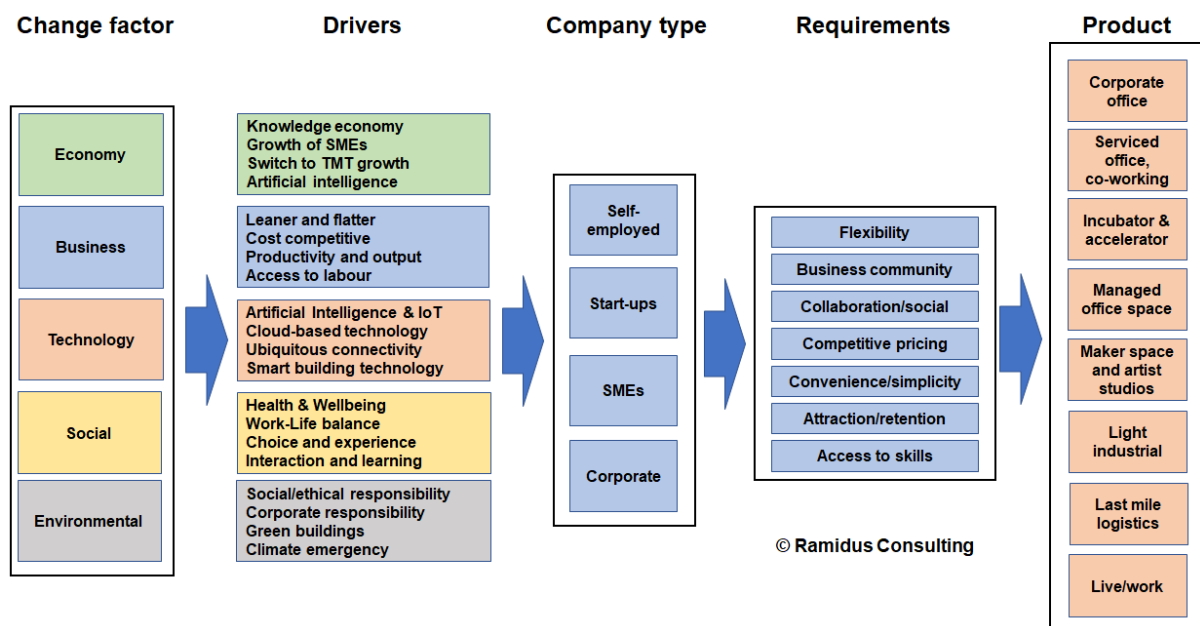 Change factor
Drivers
Company type
Requirements
Product
Economy
Business
Technology
Social
Environmental
Knowledge economy
Growth of SMEs
Switch to TMT growth
Artificial intelligence
Leaner and flatter
Cost competitive
Productivity and output
Access to labour
Artificial Intelligence & IoT
Cloud-based technology
Ubiquitous connectivity
Smart building technology
Health & Wellbeing
Work-Life balance
Choice and experience
Interaction and learning
Social/ethical responsibility
Corporate responsibility
Green buildings
Climate emergency
Self-
employed
Start-ups
SMEs
Corporate
Flexibility
Business community
Collaboration/social
Competitive pricing
Convenience/simplicity
Attraction/retention
Access to skills
© Ramidus Consulting
Corporate
office
Serviced
office,
co-working
Incubator &
accelerator
Managed
office space
Maker space
and artist
studios
Light
industrial
Last mile
logistics
Live/work